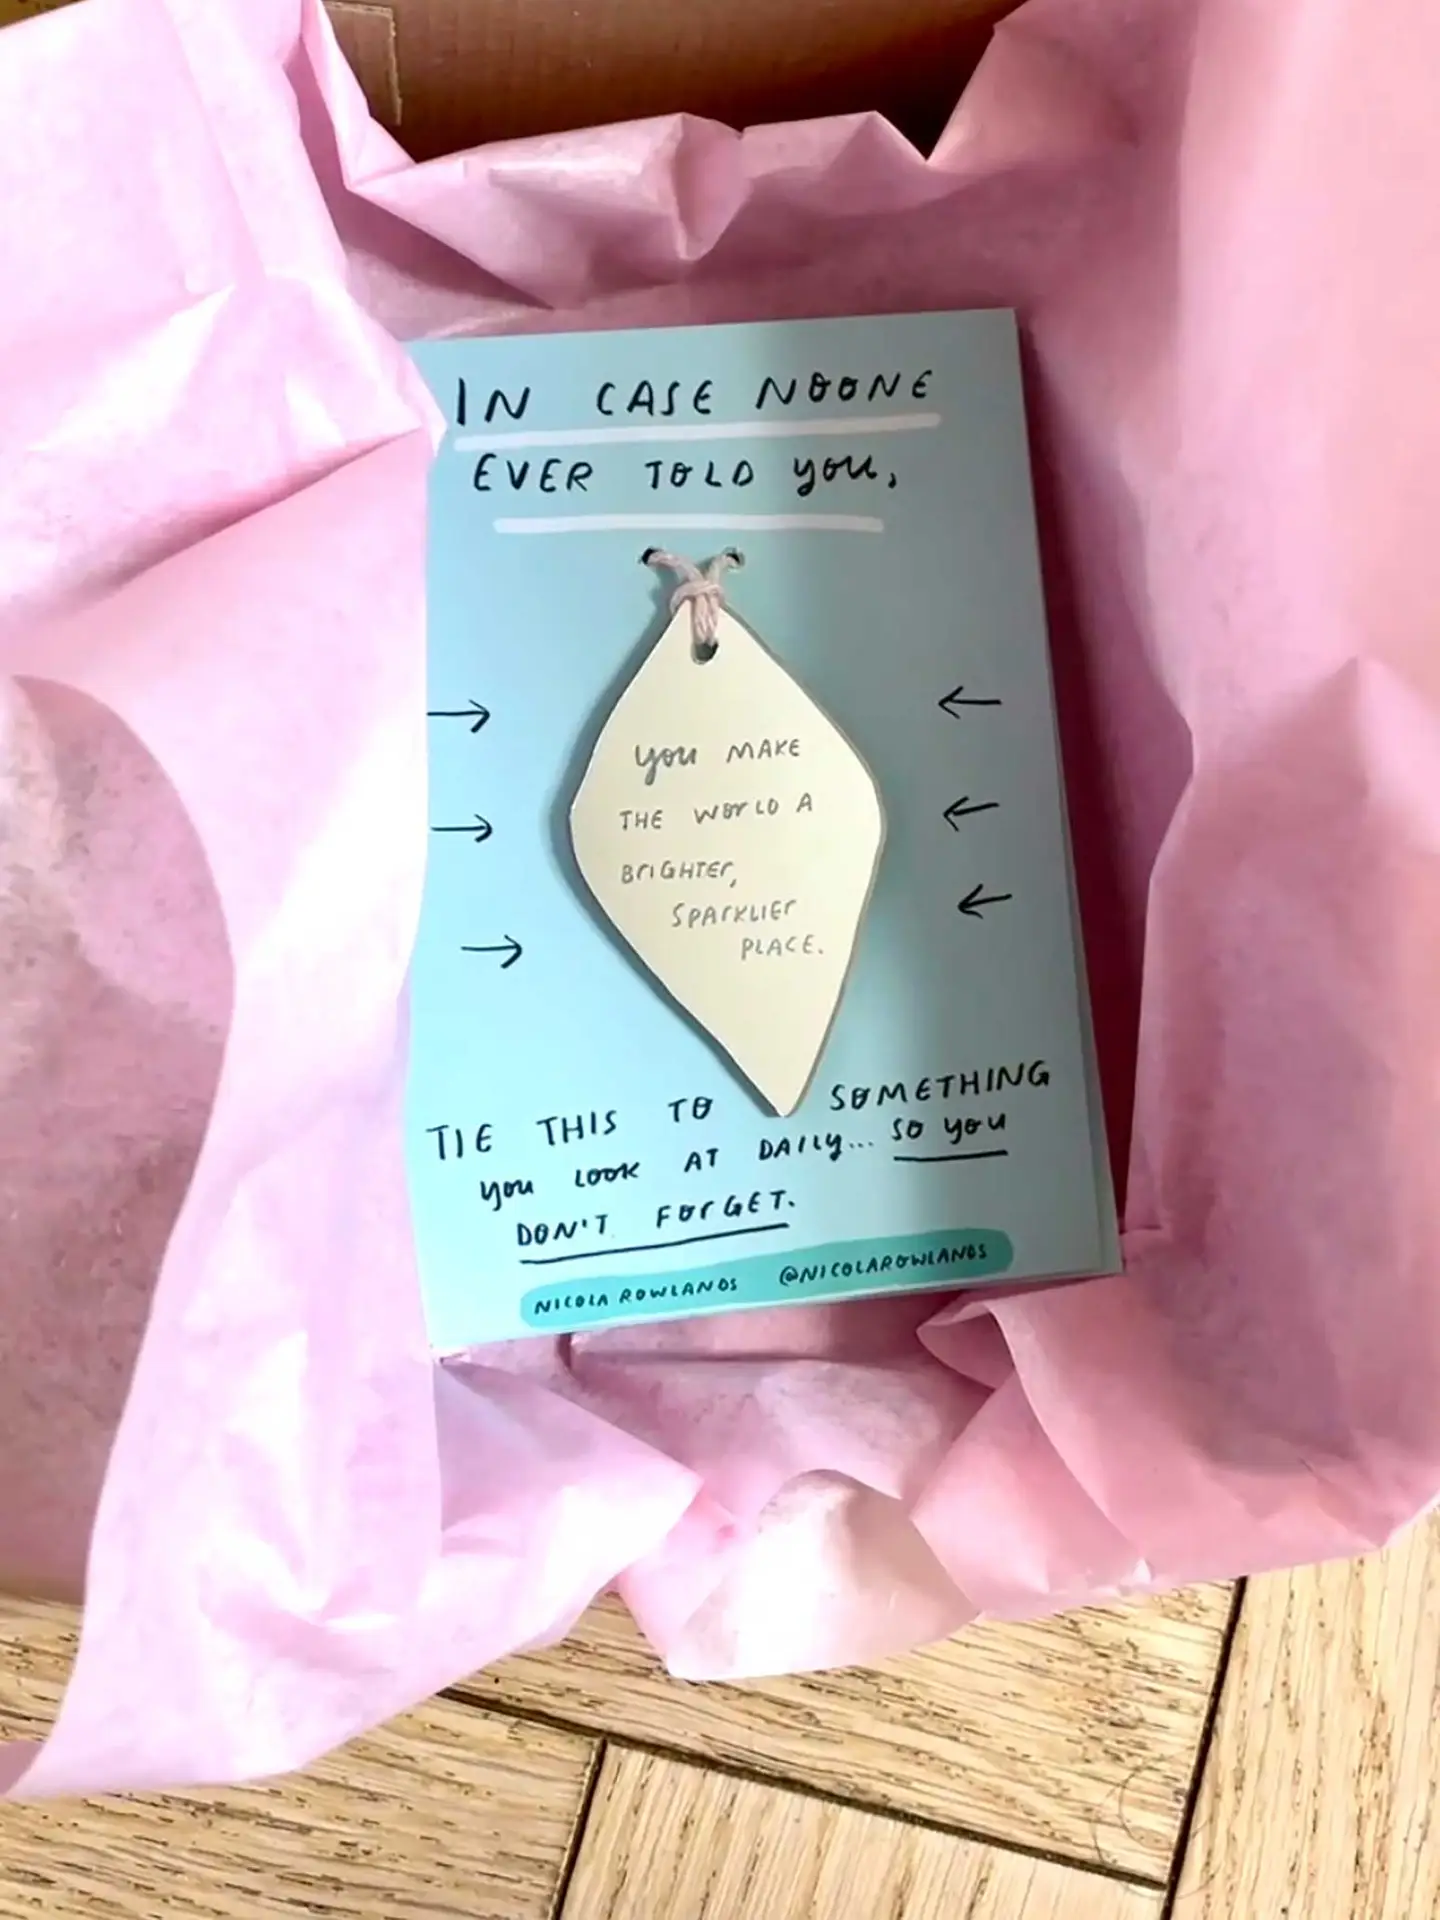 IN CASE NOONE
EVER TOLD you,
you MAKE
THE WORLD A
BrIGHTEr,
SPArKLIEr
PLACE.
TIE THIS TO SOMETHING
you LOOK AT DAILy... SO you
DON'T FOrGET.
NICOLA ROWLANDS @NICOLAROWLANDS